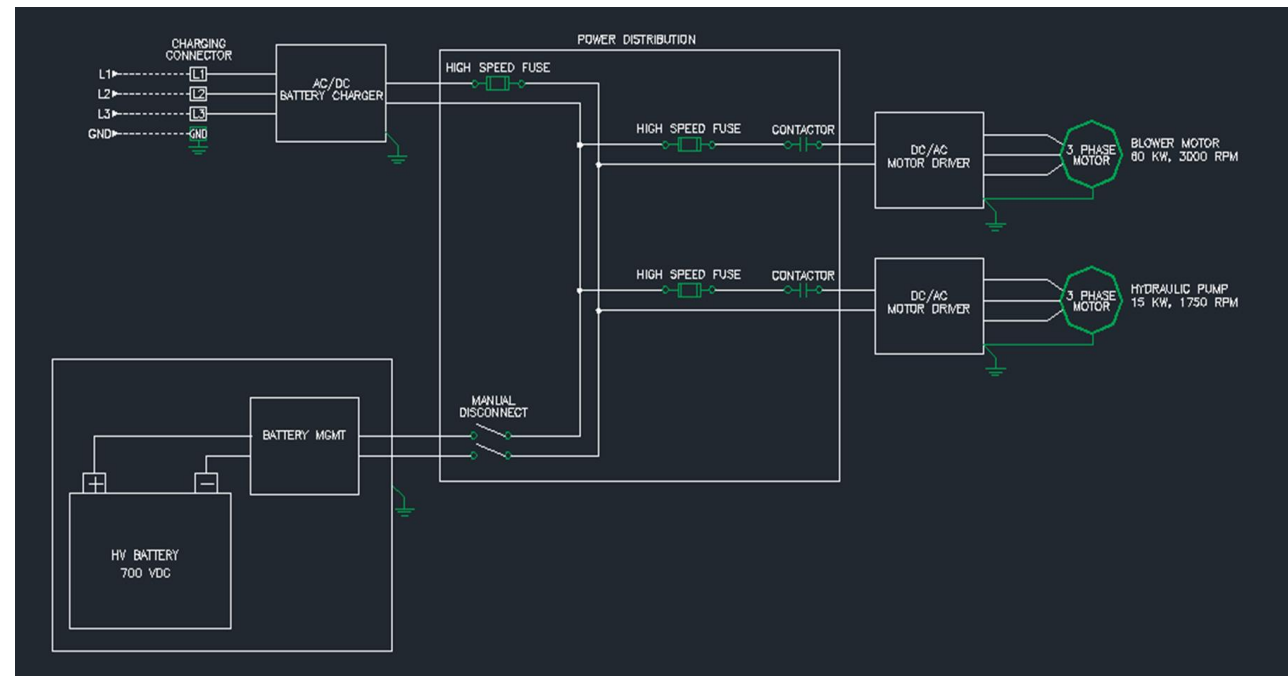 POWER DISTRIBUTION
CHARGING
CONNECTOR
L1
L1
L2
L2
L3
L3
GND
GND
AC/DC
BATTERY CHARGER
HIGH SPEED FUSE
HIGH SPEED FUSE
CONTACTOR
DC/AC
MOTOR DRIVER
3 PHASE
MOTOR
BLOWER MOTOR
60 KW, 3000 RPM
HIGH SPEED FUSE
CONTACTOR
DC/AC
MOTOR DRIVER
3 PHASE
MOTOR
HYDRAULIC PUMP
15 KW, 1750 RPM
MANUAL
DISCONNECT
BATTERY MGMT
+
−
HV BATTERY
700 VDC